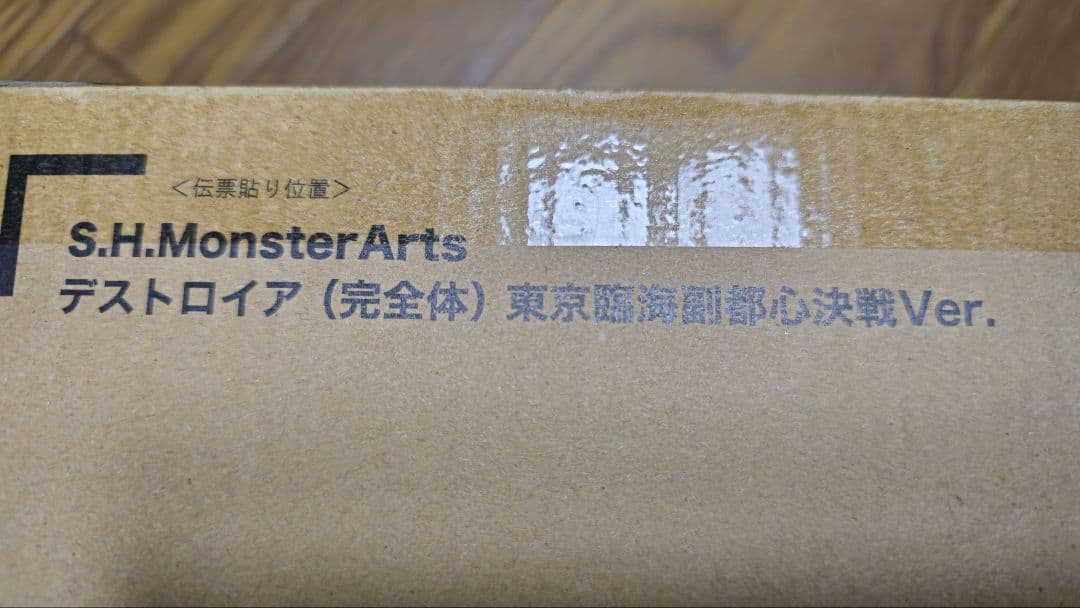 ＜伝票貼り位置＞
S.H.MonsterArts
デストロイア（完全体）東京臨海副都心決戦Ver.